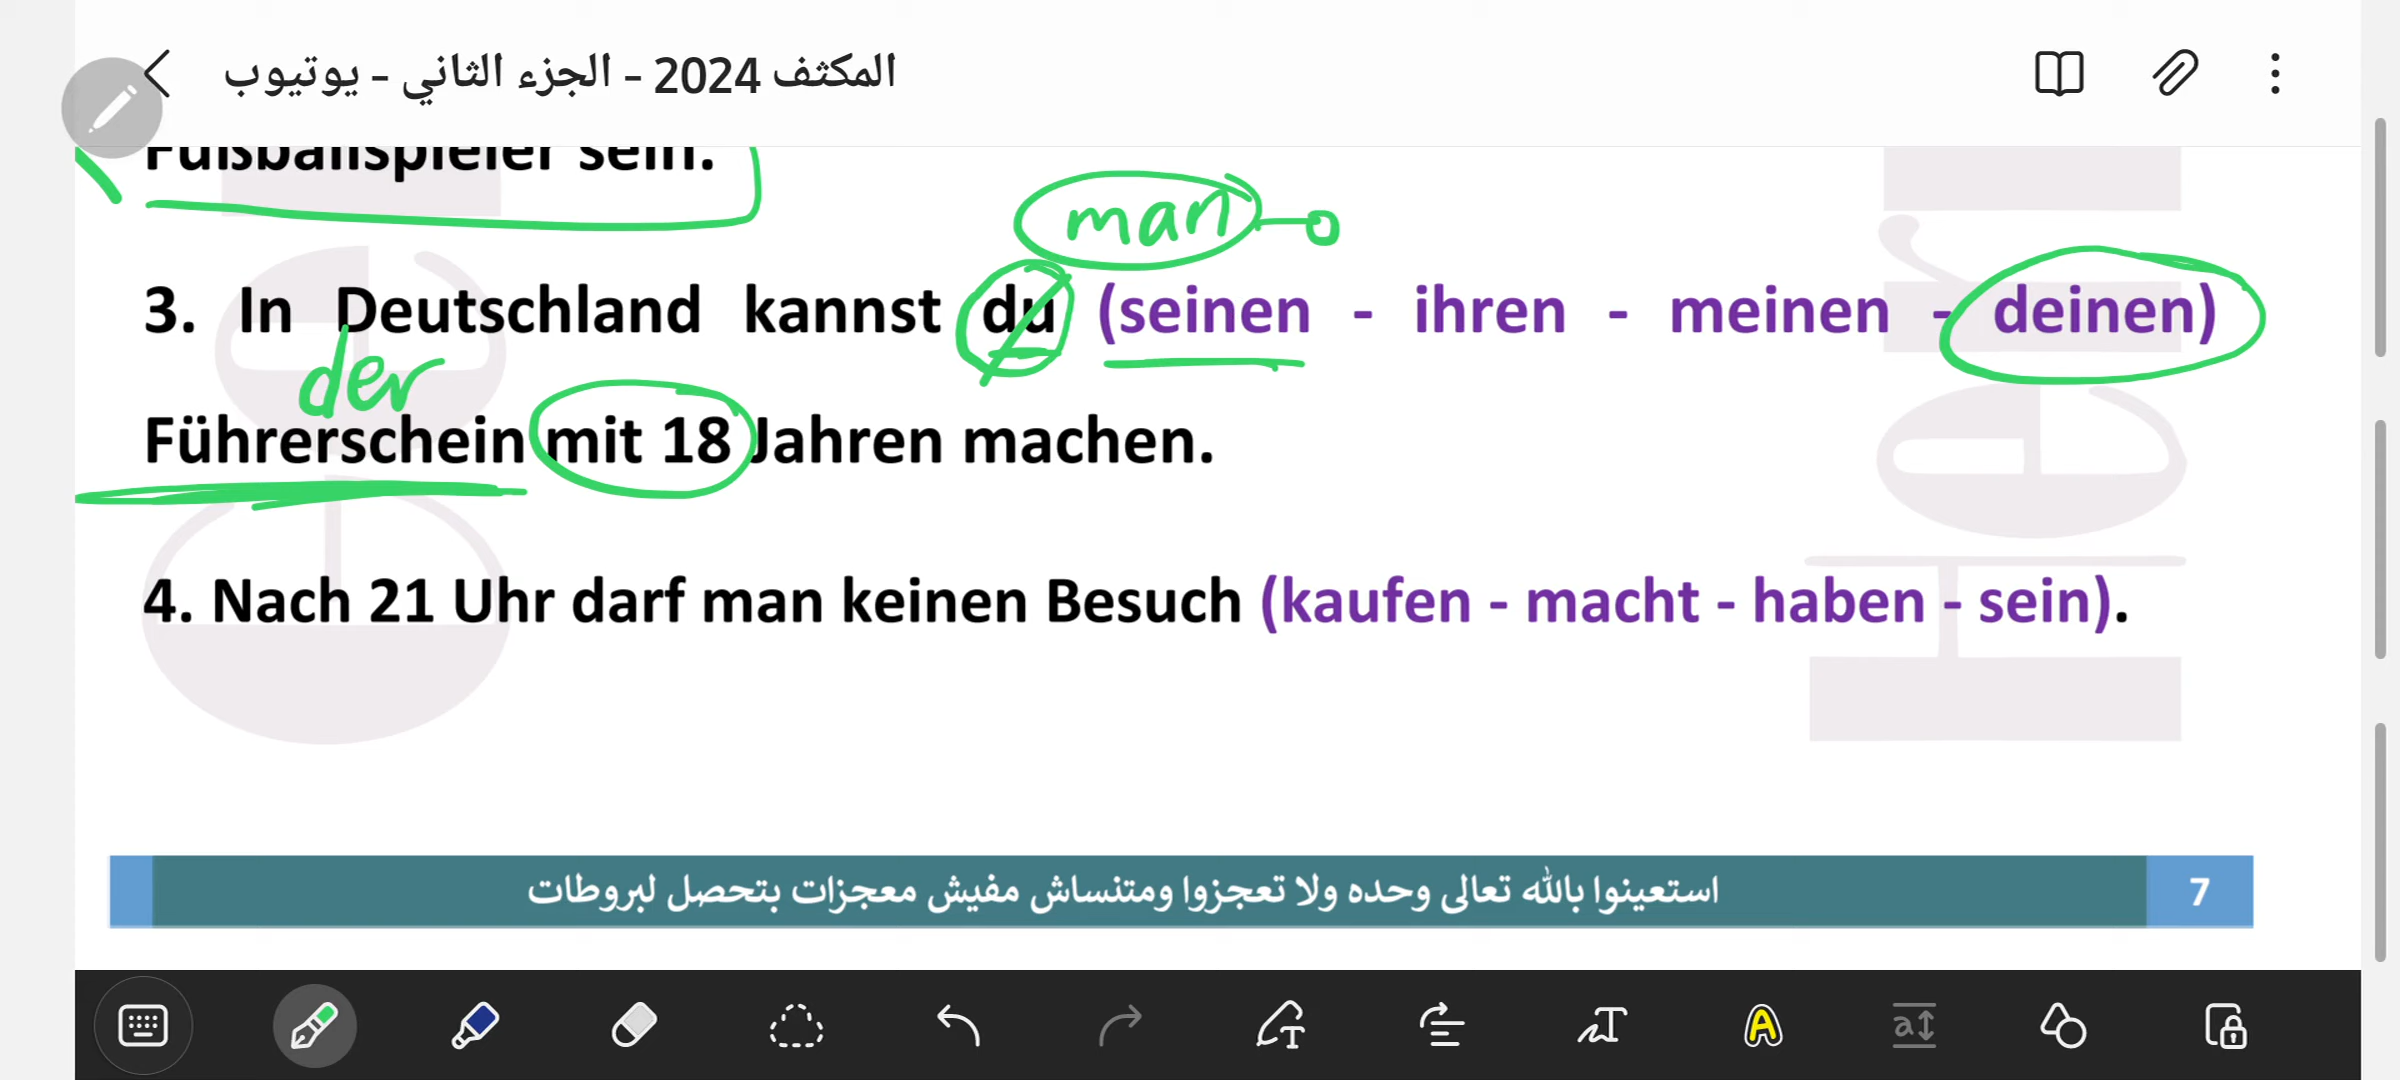 المكثف 2024 - الجزء الثاني - يوتيوب
Fußballspieler sein.
man
3. In Deutschland kannst du (seinen - ihren - meinen - deinen)
der
Führerschein mit 18 Jahren machen.
4. Nach 21 Uhr darf man keinen Besuch (kaufen - macht - haben - sein).
استعينوا بالله تعالى وحده ولا تعجزوا ومتنساش مفيش معجزات بتحصل لبروطات
7